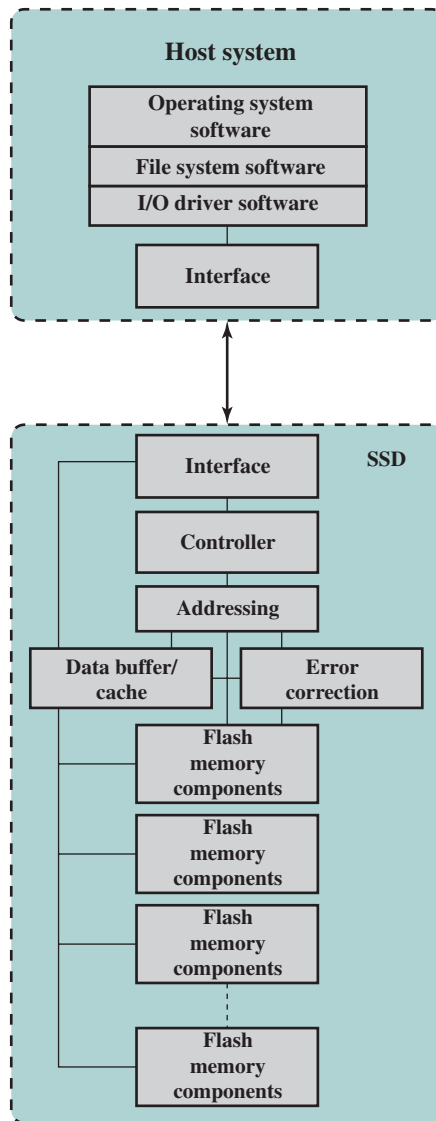 Host system
Operating system
software
File system software
I/O driver software
Interface
SSD
Interface
Controller
Addressing
Data buffer/
cache
Error
correction
Flash
memory
components
Flash
memory
components
Flash
memory
components
Flash
memory
components